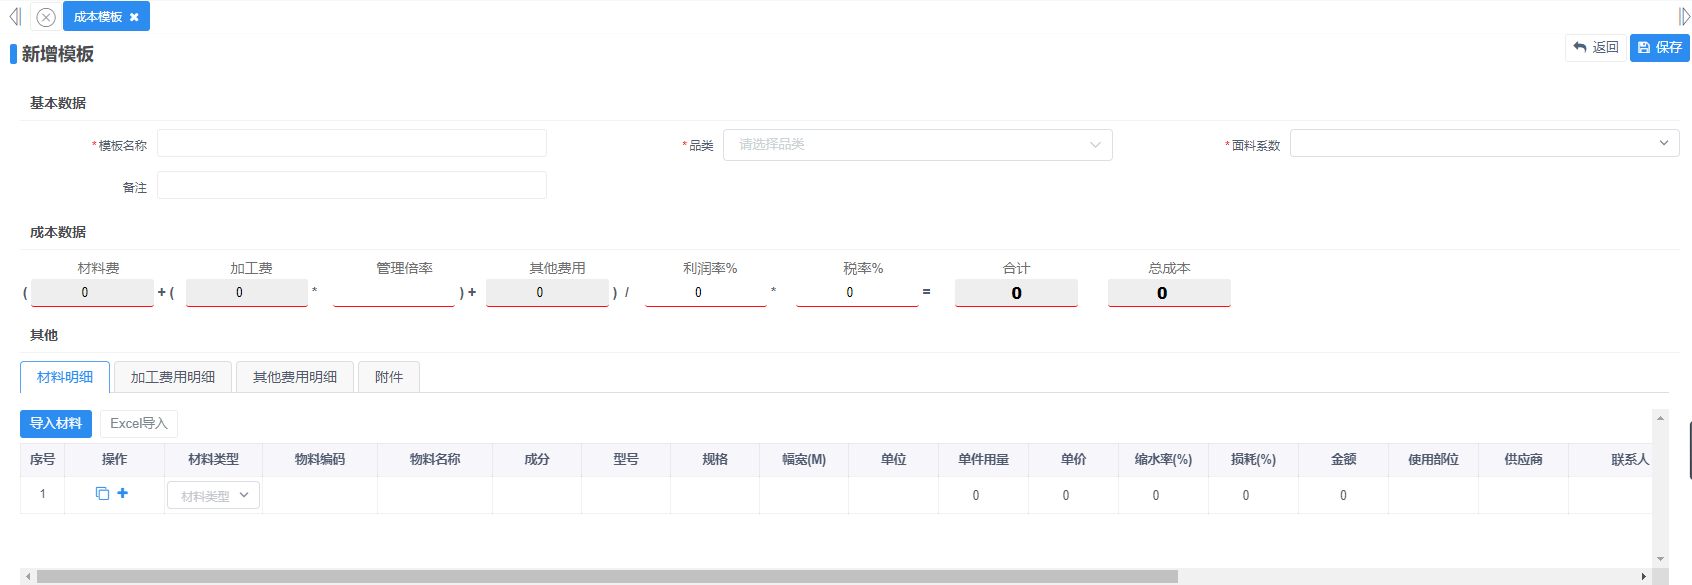 成本模板
新增模板
返回 保存
基本数据
*模板名称 *品类 请选择品类 *面料系数
备注
成本数据
材料费 加工费 管理倍率 其他费用 利润率% 税率% 合计 总成本
( 0 + ( 0 * ) + 0 ) / 0 * 0 = 0 0
其他
材料明细 加工费用明细 其他费用明细 附件
导入材料 Excel导入
序号 操作 材料类型 物料编码 物料名称 成分 型号 规格 幅宽(M) 单位 单件用量 单价 缩水率(%) 损耗(%) 金额 使用部位 供应商 联系人
1 材料类型 0 0 0 0 0